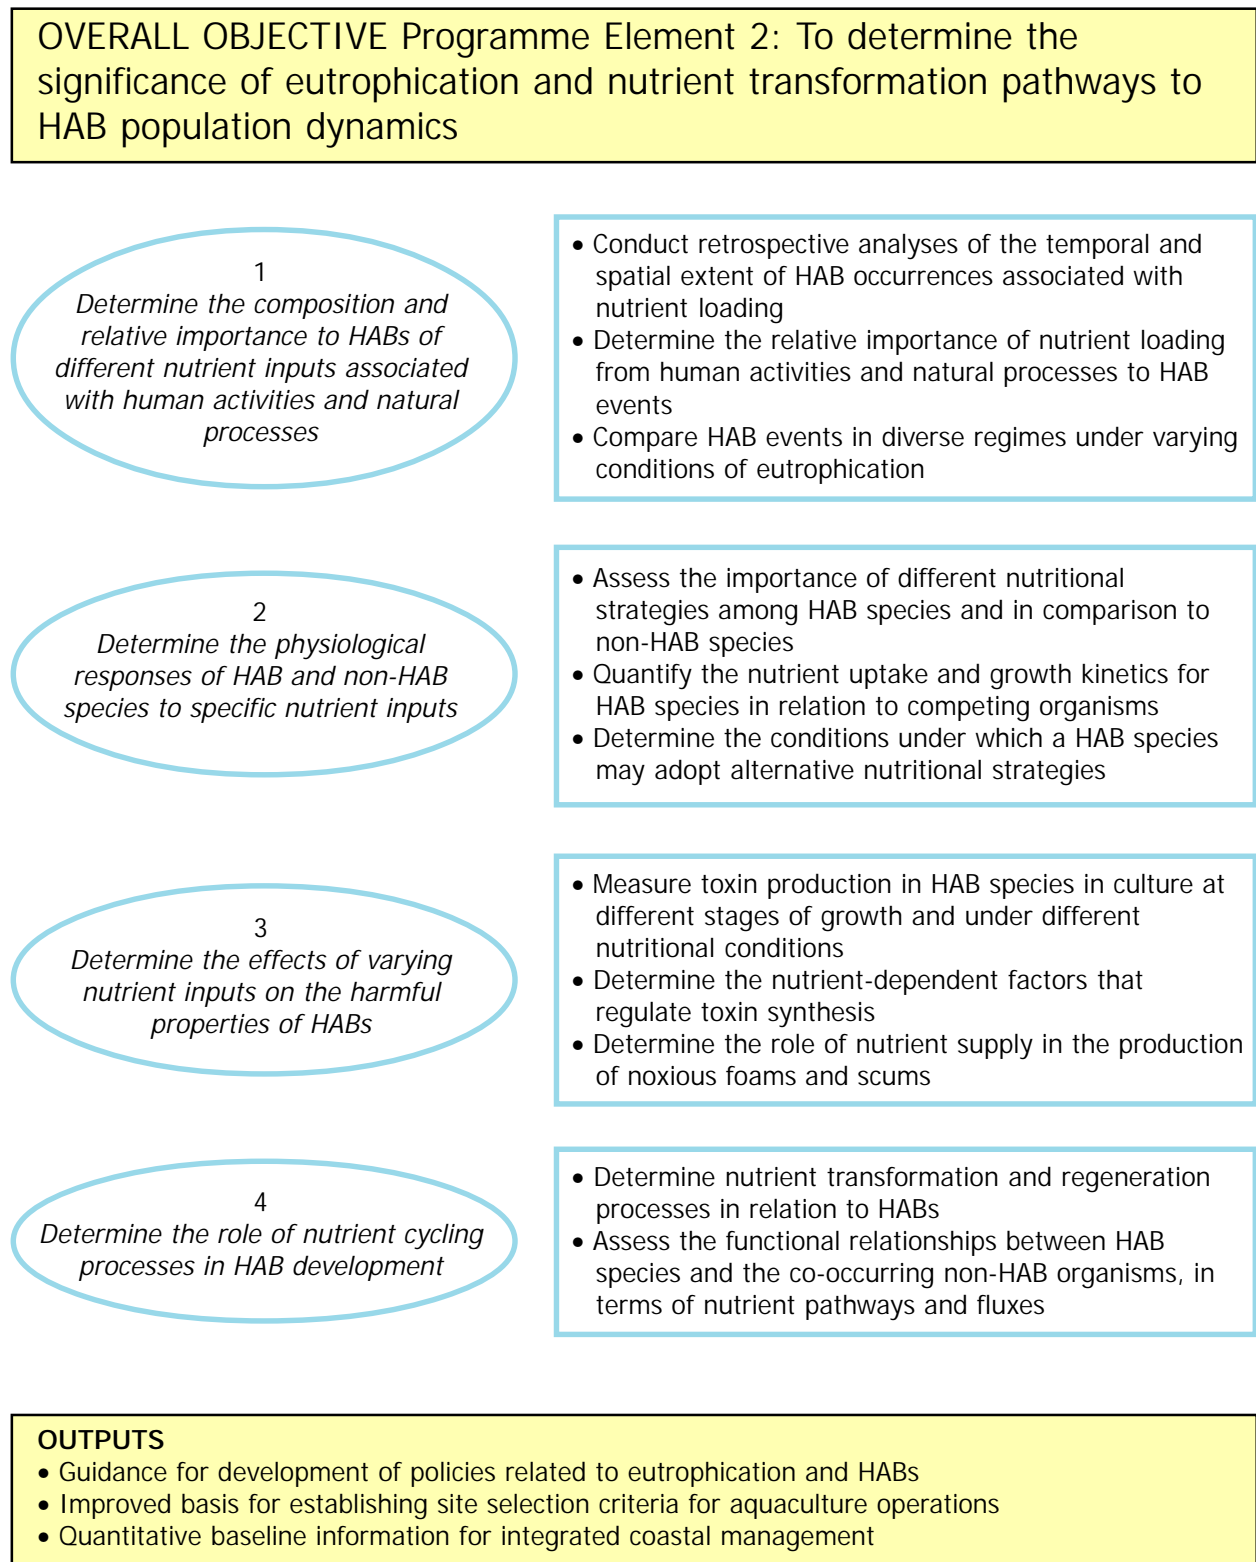 OVERALL OBJECTIVE Programme Element 2: To determine the
significance of eutrophication and nutrient transformation pathways to
HAB population dynamics
1
Determine the composition and
relative importance to HABs of
different nutrient inputs associated
with human activities and natural
processes
• Conduct retrospective analyses of the temporal and
spatial extent of HAB occurrences associated with
nutrient loading
• Determine the relative importance of nutrient loading
from human activities and natural processes to HAB
events
• Compare HAB events in diverse regimes under varying
conditions of eutrophication
2
Determine the physiological
responses of HAB and non-HAB
species to specific nutrient inputs
• Assess the importance of different nutritional
strategies among HAB species and in comparison to
non-HAB species
• Quantify the nutrient uptake and growth kinetics for
HAB species in relation to competing organisms
• Determine the conditions under which a HAB species
may adopt alternative nutritional strategies
3
Determine the effects of varying
nutrient inputs on the harmful
properties of HABs
• Measure toxin production in HAB species in culture at
different stages of growth and under different
nutritional conditions
• Determine the nutrient-dependent factors that
regulate toxin synthesis
• Determine the role of nutrient supply in the production
of noxious foams and scums
4
Determine the role of nutrient cycling
processes in HAB development
• Determine nutrient transformation and regeneration
processes in relation to HABs
• Assess the functional relationships between HAB
species and the co-occurring non-HAB organisms, in
terms of nutrient pathways and fluxes
OUTPUTS
• Guidance for development of policies related to eutrophication and HABs
• Improved basis for establishing site selection criteria for aquaculture operations
• Quantitative baseline information for integrated coastal management